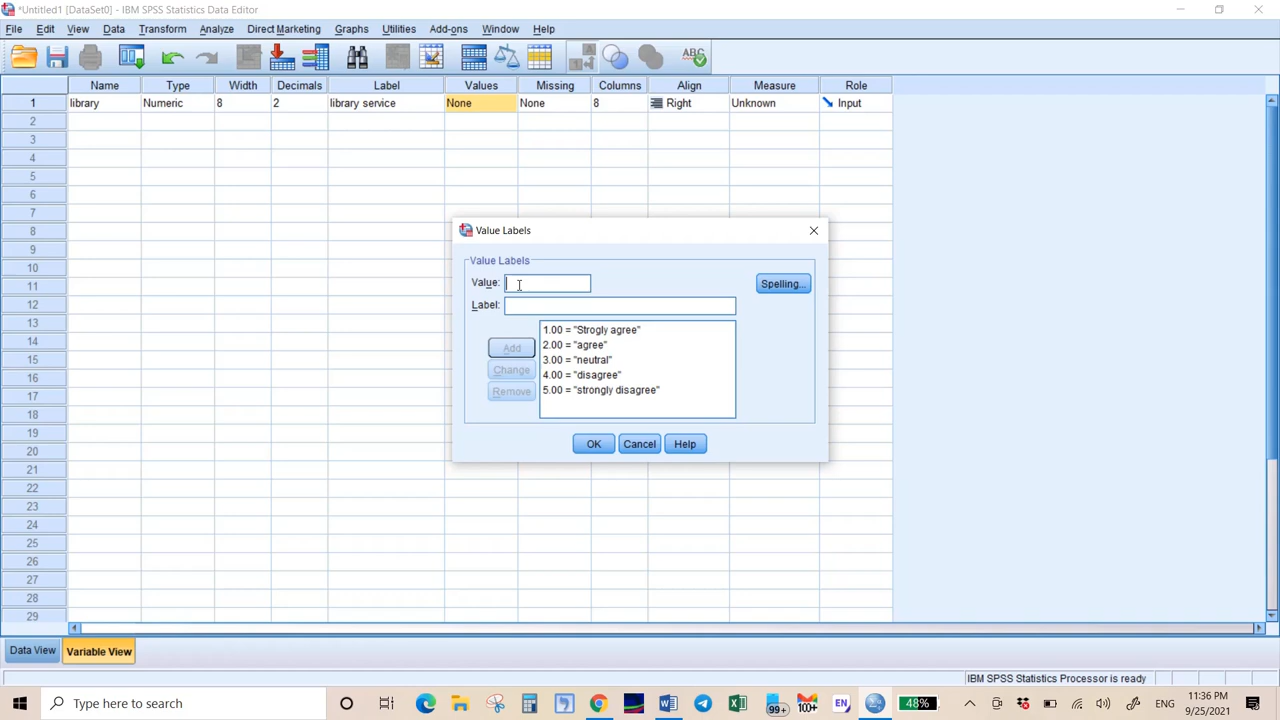 *Untitled1 [DataSet0] - IBM SPSS Statistics Data Editor
File Edit View Data Transform Analyze Direct Marketing Graphs Utilities Add-ons Window Help
ABC
Name Type Width Decimals Label Values Missing Columns Align Measure Role
1 library Numeric 8 2 library service None None 8 Right Unknown Input
2
3
4
5
6
7
8
9
10
11
12
13
14
15
16
17
18
19
20
21
22
23
24
25
26
27
28
29
Value Labels
Value Labels
Value:
Spelling...
Label:
1.00 = "Strogly agree"
2.00 = "agree"
3.00 = "neutral"
4.00 = "disagree"
5.00 = "strongly disagree"
Add
Change
Remove
OK Cancel Help
Data View Variable View
IBM SPSS Statistics Processor is ready
Type here to search
99+ 100+ EN 48% ENG
11:36 PM
9/25/2021